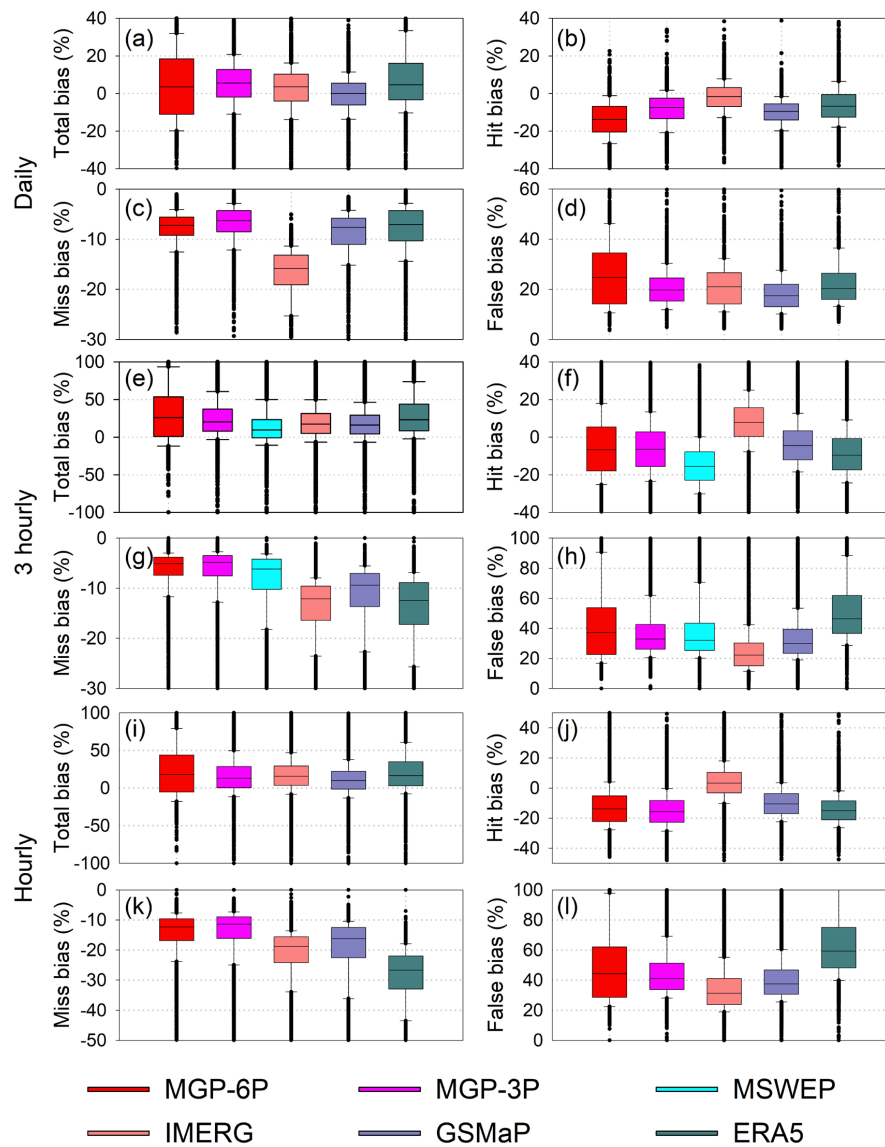 Daily
(a)
Total bias (%)
40
20
0
-20
-40
(b)
Hit bias (%)
40
20
0
-20
-40
(c)
Miss bias (%)
0
-10
-20
-30
(d)
False bias (%)
60
40
20
0
3 hourly
(e)
Total bias (%)
100
50
0
-50
-100
(f)
Hit bias (%)
40
20
0
-20
-40
(g)
Miss bias (%)
0
-10
-20
-30
(h)
False bias (%)
100
80
60
40
20
0
Hourly
(i)
Total bias (%)
100
50
0
-50
-100
(j)
Hit bias (%)
40
20
0
-20
-40
(k)
Miss bias (%)
0
-10
-20
-30
-40
-50
(l)
False bias (%)
100
80
60
40
20
0
MGP-6P MGP-3P MSWEP
IMERG GSMaP ERA5